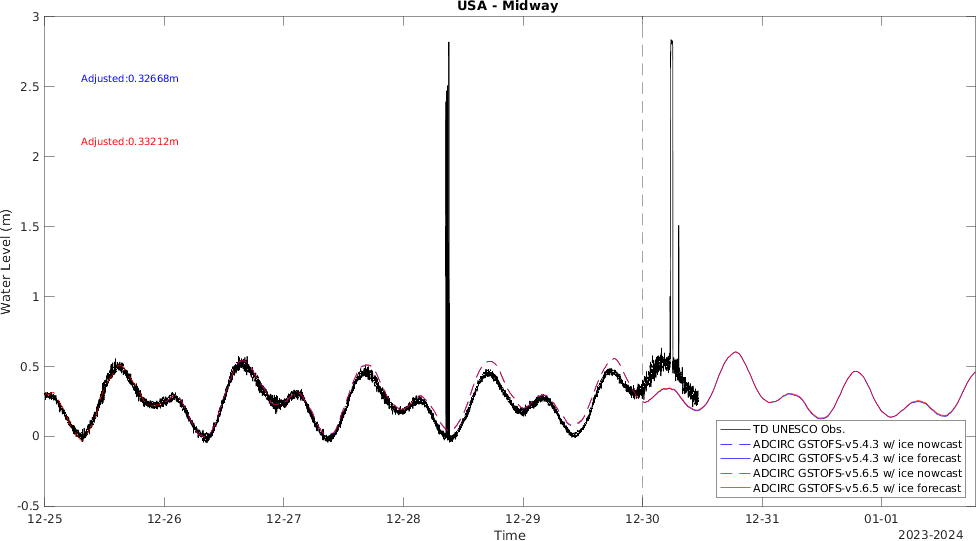 USA - Midway
3
2.5
2
1.5
1
0.5
0
-0.5
Water Level (m)
Adjusted:0.32668m
Adjusted:0.33212m
TD UNESCO Obs.
ADCIRC GSTOFS-v5.4.3 w/ ice nowcast
ADCIRC GSTOFS-v5.4.3 w/ ice forecast
ADCIRC GSTOFS-v5.6.5 w/ ice nowcast
ADCIRC GSTOFS-v5.6.5 w/ ice forecast
12-25 12-26 12-27 12-28 12-29 12-30 12-31 01-01
Time
2023-2024